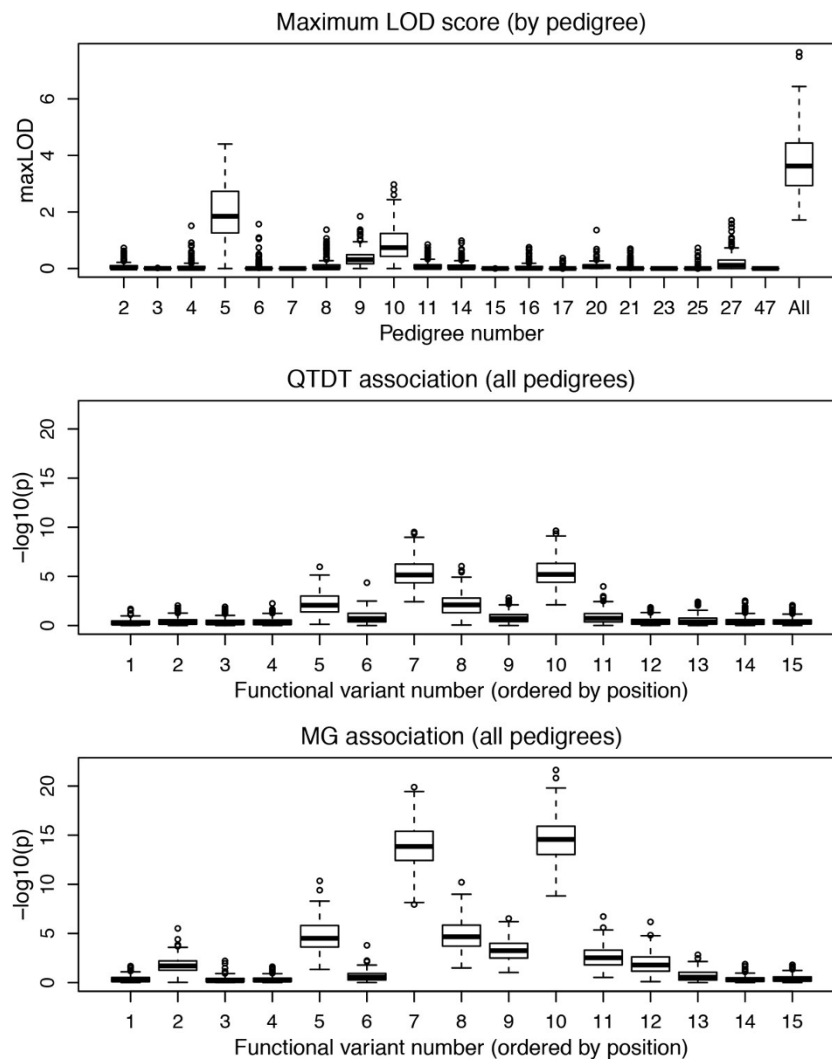 Maximum LOD score (by pedigree)
maxLOD
6
4
2
0
2 3 4 5 6 7 8 9 10 11 14 15 16 17 20 21 23 25 27 47 All
Pedigree number
QTDT association (all pedigrees)
−log10(p)
20
15
10
5
0
1 2 3 4 5 6 7 8 9 10 11 12 13 14 15
Functional variant number (ordered by position)
MG association (all pedigrees)
−log10(p)
20
15
10
5
0
1 2 3 4 5 6 7 8 9 10 11 12 13 14 15
Functional variant number (ordered by position)